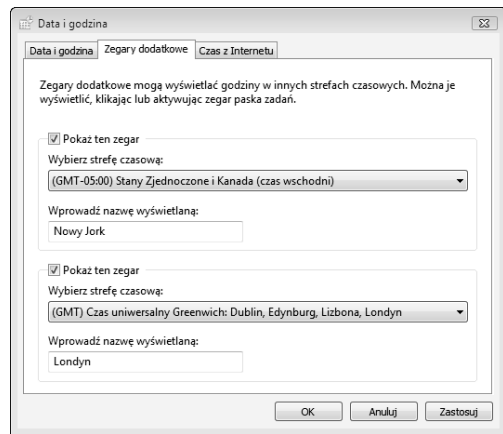 Data i godzina
Data i godzina Zegary dodatkowe Czas z Internetu
Zegary dodatkowe mogą wyświetlać godziny w innych strefach czasowych. Można je
wyświetlić, klikając lub aktywując zegar paska zadań.
Pokaż ten zegar
Wybierz strefę czasową:
(GMT-05:00) Stany Zjednoczone i Kanada (czas wschodni)
Wprowadź nazwę wyświetlaną:
Nowy Jork
Pokaż ten zegar
Wybierz strefę czasową:
(GMT) Czas uniwersalny Greenwich: Dublin, Edynburg, Lizbona, Londyn
Wprowadź nazwę wyświetlaną:
Londyn
OK Anuluj Zastosuj